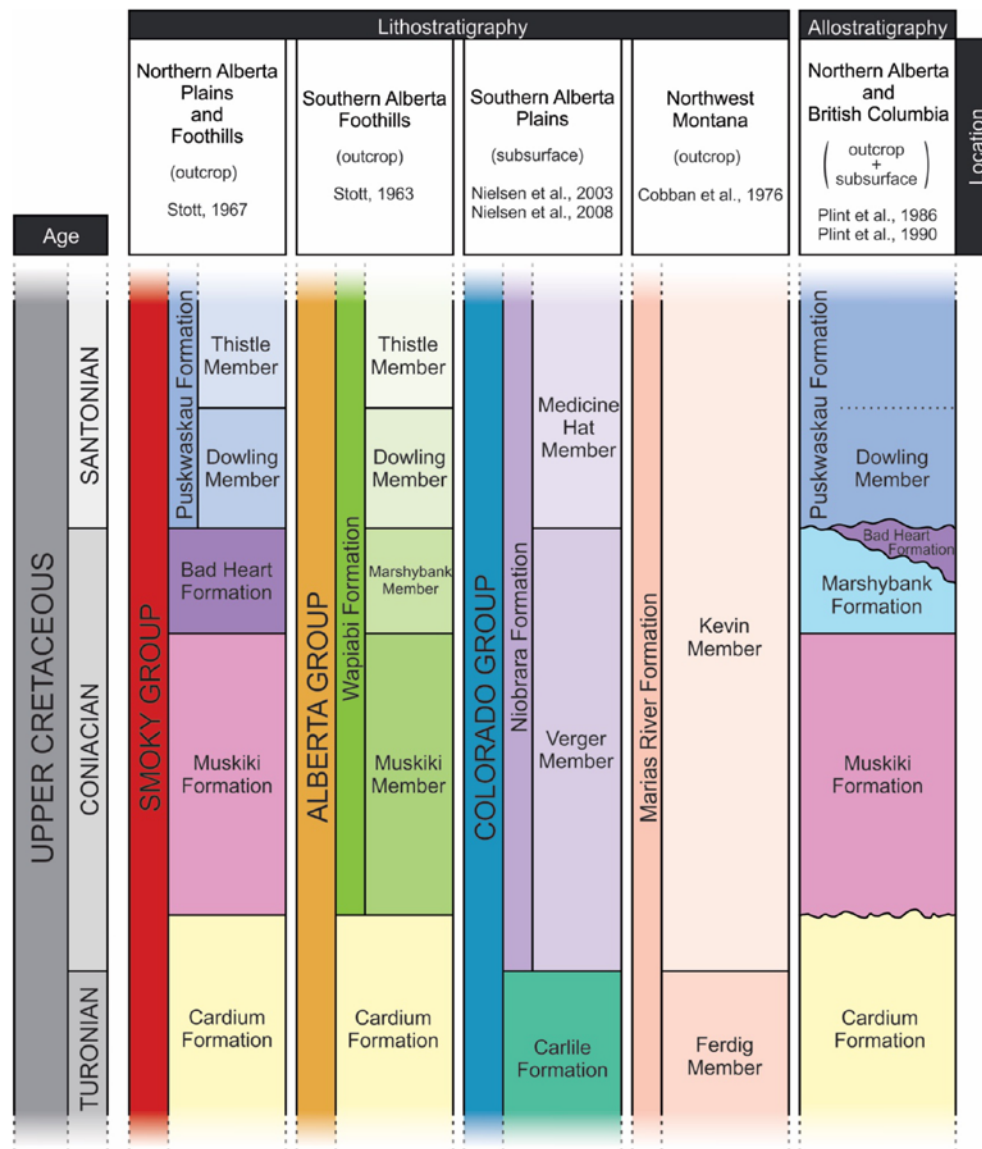 Lithostratigraphy
Allostratigraphy
Location
Age
Northern Alberta
Plains
and
Foothills
(outcrop)
Stott, 1967
Southern Alberta
Foothills
(outcrop)
Stott, 1963
Southern Alberta
Plains
(subsurface)
Nielsen et al., 2003
Nielsen et al., 2008
Northwest
Montana
(outcrop)
Cobban et al., 1976
Northern Alberta
and
British Columbia
(outcrop
+
subsurface)
Plint et al., 1986
Plint et al., 1990
UPPER CRETACEOUS
SANTONIAN
CONIACIAN
TURONIAN
SMOKY GROUP
Puskwaskau Formation
Thistle
Member
Dowling
Member
Bad Heart
Formation
Muskiki
Formation
Cardium
Formation
ALBERTA GROUP
Wapiabi Formation
Thistle
Member
Dowling
Member
Marshybank
Member
Muskiki
Member
Cardium
Formation
COLORADO GROUP
Niobrara Formation
Medicine
Hat
Member
Verger
Member
Carlile
Formation
Marias River Formation
Kevin
Member
Ferdig
Member
Puskwaskau Formation
Dowling
Member
Bad Heart
Formation
Marshybank
Formation
Muskiki
Formation
Cardium
Formation